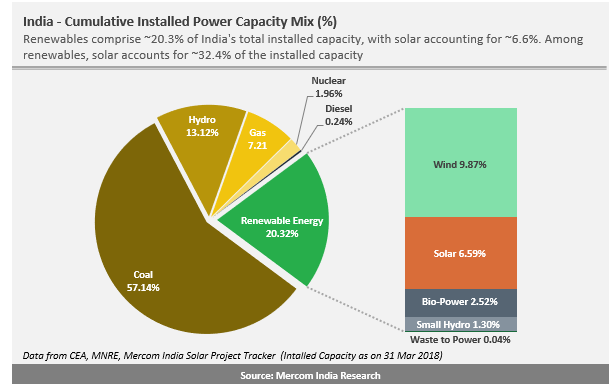 India - Cumulative Installed Power Capacity Mix (%)
Renewables comprise ~20.3% of India's total installed capacity, with solar accounting for ~6.6%. Among
renewables, solar accounts for ~32.4% of the installed capacity
Nuclear
1.96%
Diesel
0.24%
Hydro
13.12%
Gas
7.21
Renewable Energy
20.32%
Coal
57.14%
Wind 9.87%
Solar 6.59%
Bio-Power 2.52%
Small Hydro 1.30%
Waste to Power 0.04%
Data from CEA, MNRE, Mercom India Solar Project Tracker (Intalled Capacity as on 31 Mar 2018)
Source: Mercom India Research